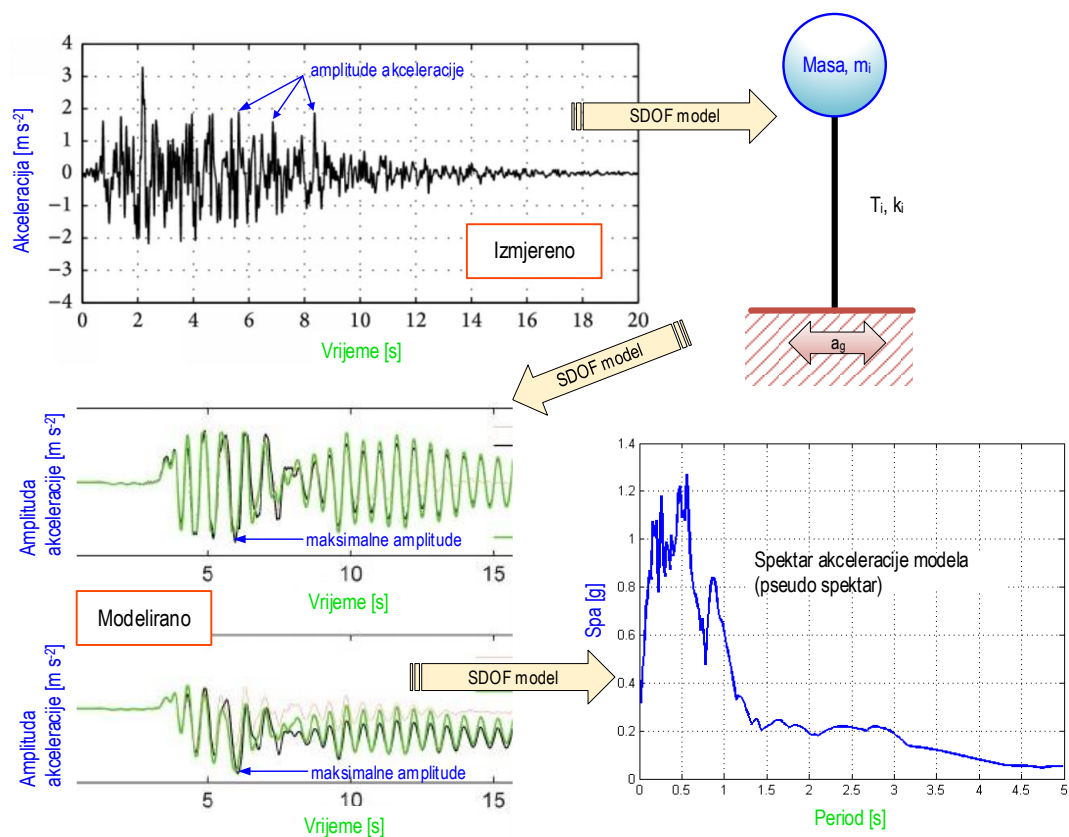 4
3
2
1
0
−1
−2
−3
−4
Akceleracija [m s-2]
amplitude akceleracije
Izmjereno
0 2 4 6 8 10 12 14 16 18 20
Vrijeme [s]
SDOF model
Masa, mi
Ti, ki
ag
SDOF model
Amplituda
akceleracije [m s-2]
maksimalne amplitude
5 10 15
Vrijeme [s]
Modelirano
Amplituda
akceleracije [m s-2]
maksimalne amplitude
5 10 15
Vrijeme [s]
SDOF model
1.4
1.2
1
0.8
0.6
0.4
0.2
0
Spa [g]
Spektar akceleracije modela
(pseudo spektar)
0 0.5 1 1.5 2 2.5 3 3.5 4 4.5 5
Period [s]